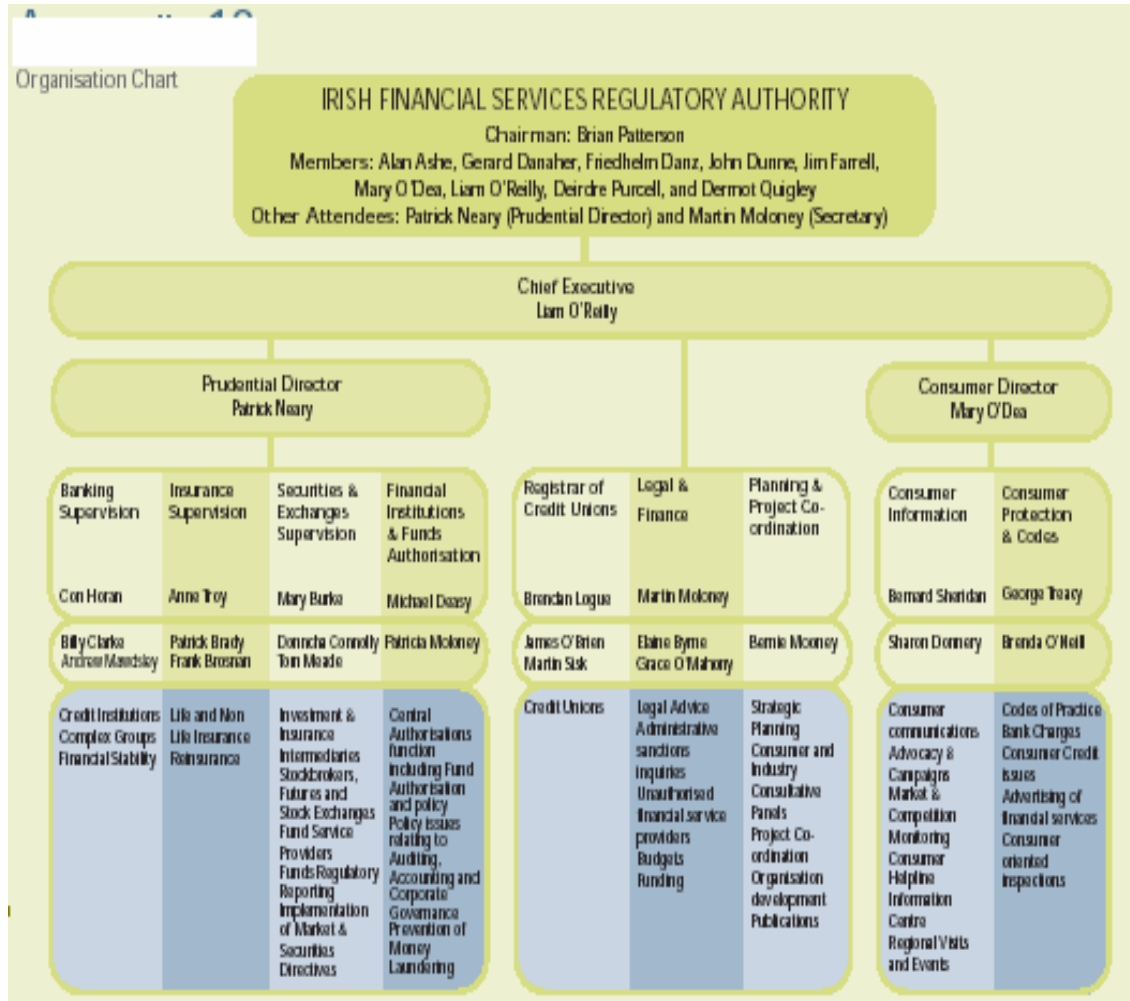 Organisation Chart
IRISH FINANCIAL SERVICES REGULATORY AUTHORITY
Chairman: Brian Patterson
Members: Alan Ashe, Gerard Danaher, Friedhelm Danz, John Dunne, Jim Farrell,
Mary O'Dea, Liam O'Reilly, Deirdre Purcell, and Dermot Quigley
Other Attendees: Patrick Neary (Prudential Director) and Martin Moloney (Secretary)
Chief Executive
Liam O'Reilly
Prudential Director
Patrick Neary
Consumer Director
Mary O'Dea
Banking
Supervision
Con Horan
Insurance
Supervision
Anne Troy
Securities &
Exchanges
Supervision
Mary Burke
Financial
Institutions
& Funds
Authorisation
Michael Deasy
Registrar of
Credit Unions
Brendan Logue
Legal &
Finance
Martin Moloney
Planning &
Project Co-
ordination
Consumer
Information
Bernard Sheridan
Consumer
Protection
& Codes
George Treacy
Billy Clarke
Andrew Mawdsley
Patrick Brady
Frank Brosnan
Donncha Connolly
Tom Meade
Patricia Moloney
James O'Brien
Martin Sisk
Elaine Byrne
Grace O'Mahony
Bernie Mooney
Sharon Donnery
Brenda O'Neill
Credit Institutions
Complex Groups
Financial Stability
Life and Non
Life Insurance
Reinsurance
Investment &
Insurance
Intermediaries
Stockbrokers,
Futures and
Stock Exchanges
Fund Service
Providers
Funds Regulatory
Reporting
Implementation
of Market &
Securities
Directives
Central
Authorisations
function
including Fund
Authorisation
and policy
Policy issues
relating to
Auditing,
Accounting and
Corporate
Governance
Prevention of
Money
Laundering
Credit Unions
Legal Advice
Administrative
sanctions
inquiries
Unauthorised
financial service
providers
Budgets
Funding
Strategic
Planning
Consumer and
Industry
Consultative
Panels
Project Co-
ordination
Organisation
development
Publications
Consumer
communications
Advocacy &
Campaigns
Market &
Competition
Monitoring
Consumer
Helpline
Information
Centre
Regional Visits
and Events
Codes of Practice
Bank Charges
Consumer Credit
issues
Advertising of
financial services
Consumer
oriented
inspections